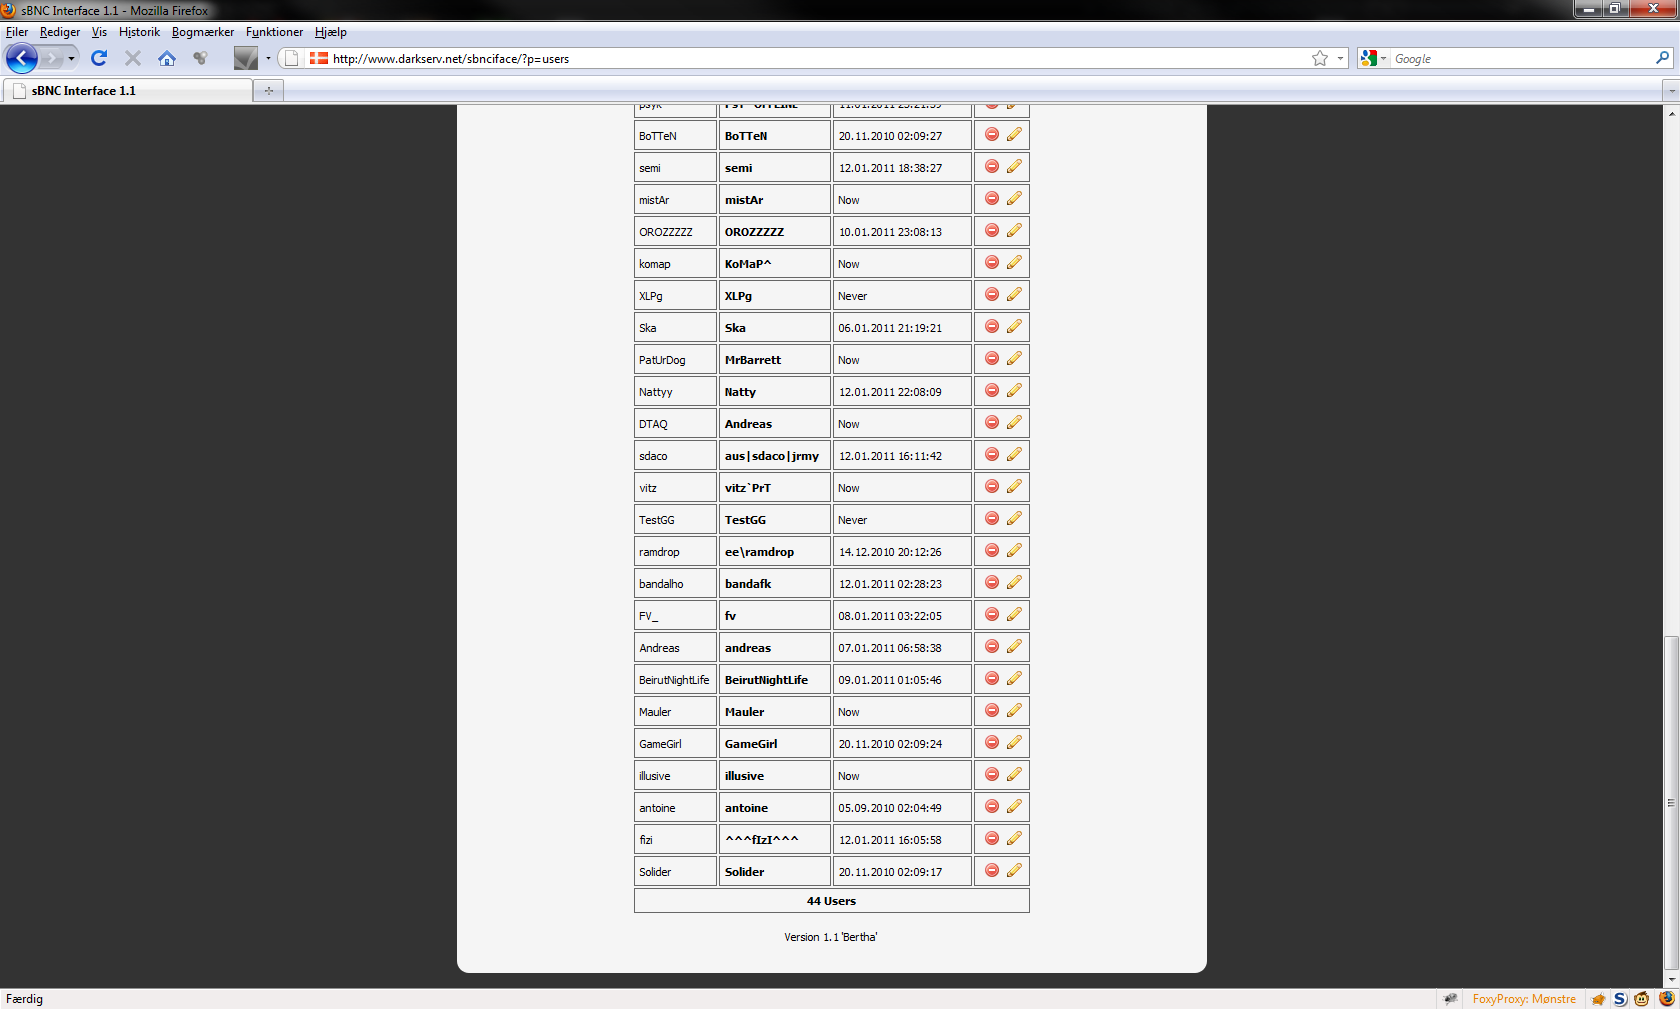 sBNC Interface 1.1 - Mozilla Firefox
Filer Rediger Vis Historik Bogmærker Funktioner Hjælp
http://www.darkserv.net/sbnciface/?p=users Google
sBNC Interface 1.1
BoTTeN BoTTeN 20.11.2010 02:09:27
semi semi 12.01.2011 18:38:27
mistAr mistAr Now
OROZZZZZ OROZZZZZ 10.01.2011 23:08:13
komap KoMaP^ Now
XLPg XLPg Never
Ska Ska 06.01.2011 21:19:21
PatUrDog MrBarrett Now
Nattyy Natty 12.01.2011 22:08:09
DTAQ Andreas Now
sdaco aus|sdaco|jrmy 12.01.2011 16:11:42
vitz vitz`PrT Now
TestGG TestGG Never
ramdrop ee\ramdrop 14.12.2010 20:12:26
bandalho bandafk 12.01.2011 02:28:23
FV_ fv 08.01.2011 03:22:05
Andreas andreas 07.01.2011 06:58:38
BeirutNightLife BeirutNightLife 09.01.2011 01:05:46
Mauler Mauler Now
GameGirl GameGirl 20.11.2010 02:09:24
illusive illusive Now
antoine antoine 05.09.2010 02:04:49
fizi ^^^fIzI^^^ 12.01.2011 16:05:58
Solider Solider 20.11.2010 02:09:17
44 Users
Version 1.1 'Bertha'
Færdig FoxyProxy: Mønstre